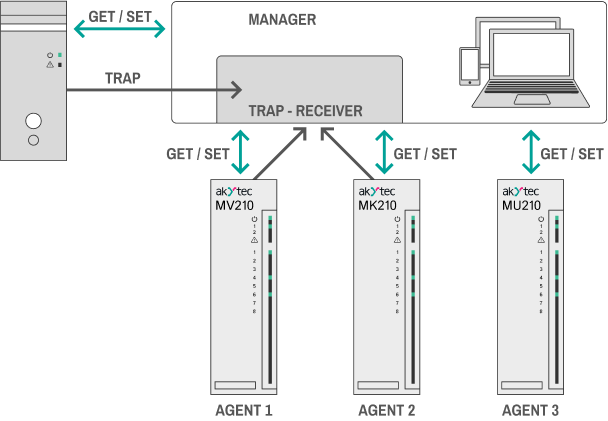 GET / SET
MANAGER
TRAP
TRAP - RECEIVER
GET / SET
GET / SET
GET / SET
akYtec
MV210
1
2
1
2
3
4
5
6
7
8
AGENT 1
akYtec
MK210
1
2
1
2
3
4
5
6
7
8
AGENT 2
akYtec
MU210
1
2
1
2
3
4
5
6
7
8
AGENT 3